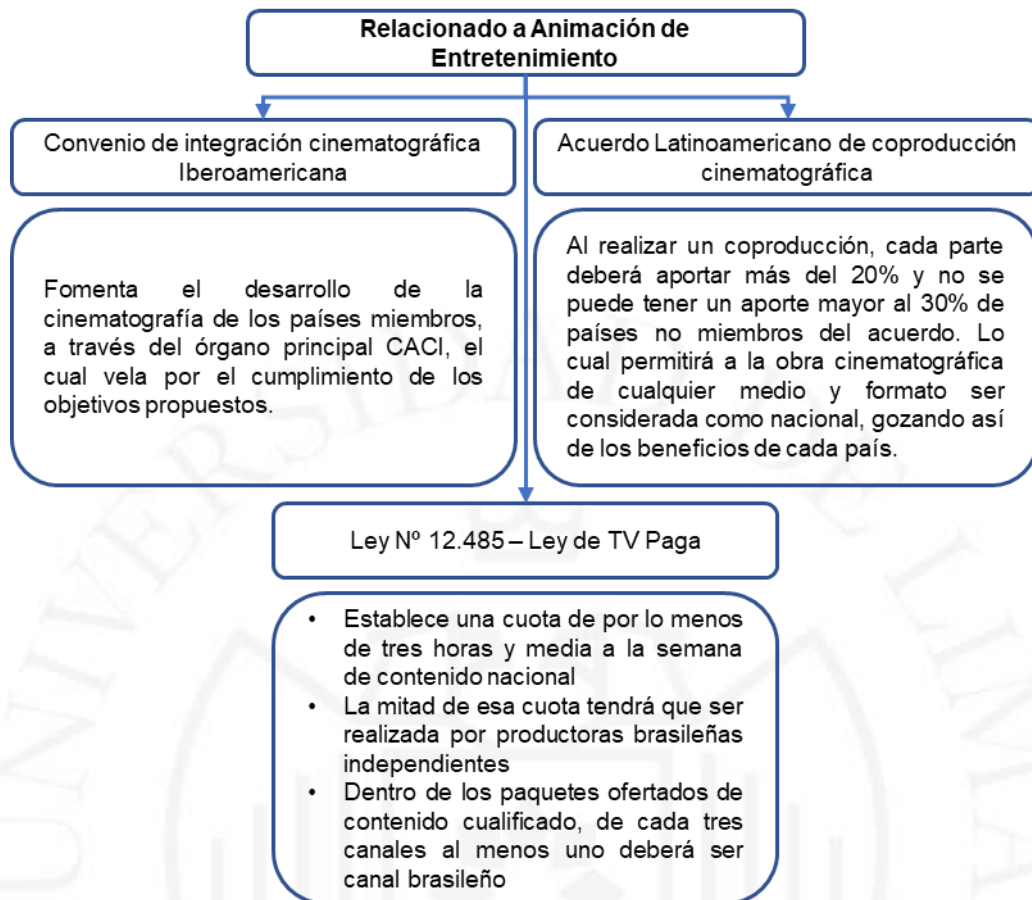 Relacionado a Animación de
Entretenimiento
Convenio de integración cinematográfica
Iberoamericana
Acuerdo Latinoamericano de coproducción
cinematográfica
Fomenta el desarrollo de la
cinematografía de los países miembros,
a través del órgano principal CACI, el
cual vela por el cumplimiento de los
objetivos propuestos.
Al realizar un coproducción, cada parte
deberá aportar más del 20% y no se
puede tener un aporte mayor al 30% de
países no miembros del acuerdo. Lo
cual permitirá a la obra cinematográfica
de cualquier medio y formato ser
considerada como nacional, gozando así
de los beneficios de cada país.
Ley Nº 12.485 – Ley de TV Paga
• Establece una cuota de por lo menos
de tres horas y media a la semana
de contenido nacional
• La mitad de esa cuota tendrá que ser
realizada por productoras brasileñas
independientes
• Dentro de los paquetes ofertados de
contenido cualificado, de cada tres
canales al menos uno deberá ser
canal brasileño
UNIVERSIDAD DE LIMA